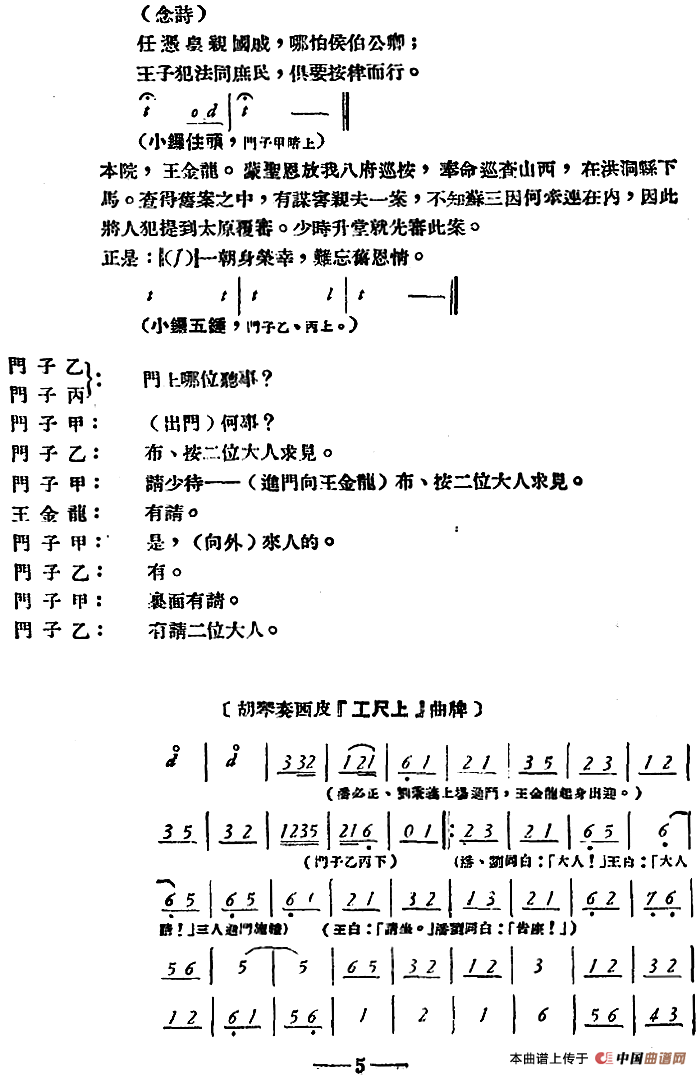 （念詩）
任憑皇親國戚，哪怕侯伯公卿；
王子犯法同庶民，俱要按律而行。
t o d | t —— ‖
（小鑼住頭，門子甲暗上）
本院，王金龍。蒙聖恩放我八府巡按，奉命巡查山西，在洪洞縣下
馬。查得舊案之中，有謀害親夫一案，不知蘇三因何牽連在內，因此
將人犯提到太原覆審。少時升堂就先審此案。
正是：一朝身榮幸，難忘舊恩情。
t t | t l | t —— ‖
（小鑼五錘，門子乙、丙上。）
門子乙
門子丙
｝： 門上哪位聽事？
門子甲： （出門）何事？
門子乙： 布、按二位大人求見。
門子甲： 請少待——（進門向王金龍）布、按二位大人求見。
王金龍： 有請。
門子甲： 是，（向外）來人的。
門子乙： 有。
門子甲： 裏面有請。
門子乙： 有請二位大人。
〔胡琴奏西皮『工尺上』曲牌〕
d | d | 3 32 | 1 21 | 6 1 | 2 1 | 3 5 | 2 3 | 1 2 |
（潘必正、劉秉義上場進門，王金龍起身出迎。）
3 5 | 3 2 | 1235 | 21 6 | 0 1 |: 2 3 | 2 1 | 6 5 | 6
（門子乙丙下）（潘、劉同白：「大人！」王白：「大人
6 5 | 6 5 | 6 1 | 2 1 | 3 2 | 1 3 | 2 1 | 6 2 | 7 6 |
請！」三人進門施禮）（王白：「請坐。」潘劉同白：「告座！」）
5 6 | 5 | 5 | 6 5 | 3 2 | 1 2 | 3 | 1 2 | 3 2 |
1 2 | 6 1 | 5 6 | 1 | 2 | 1 | 6 | 5 6 | 4 3 |
—— 5 ——
本曲谱上传于 中国曲谱网